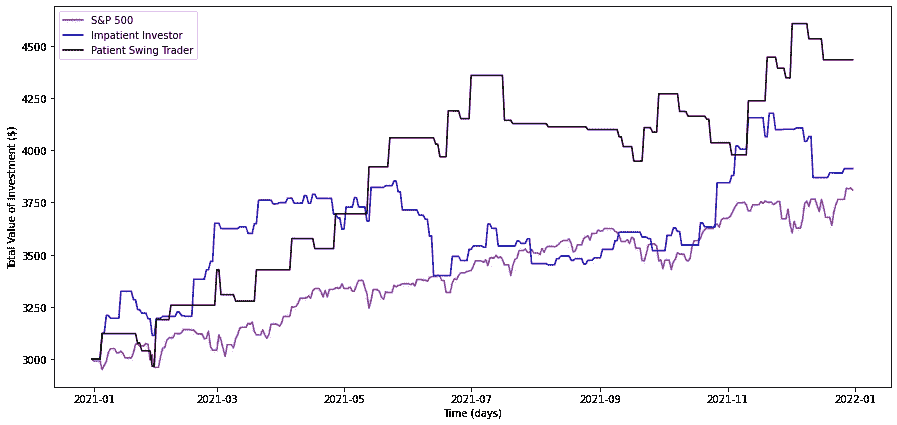 S&P 500
Impatient Investor
Patient Swing Trader
Total Value of investment ($)
4500
4250
4000
3750
3500
3250
3000
2021-01 2021-03 2021-05 2021-07 2021-09 2021-11 2022-01
Time (days)